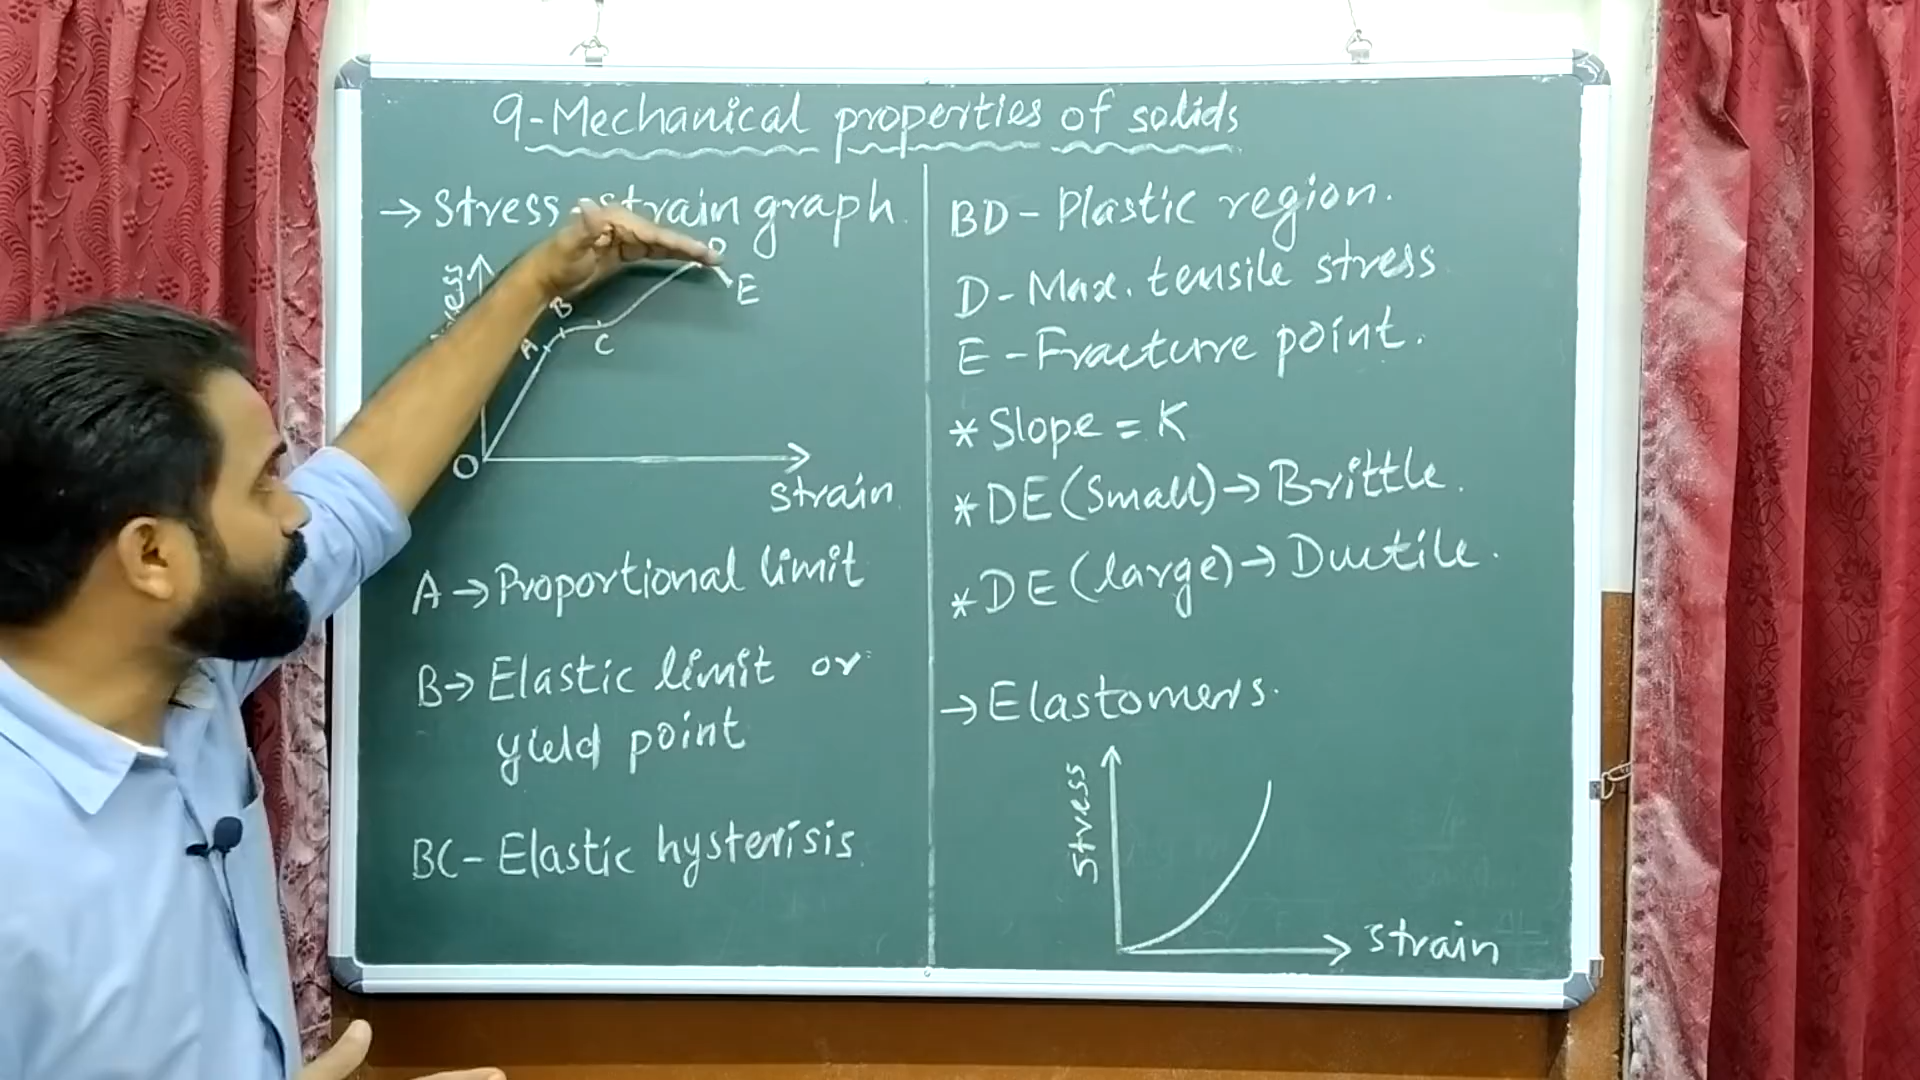 9-Mechanical properties of solids
→ Stress-strain graph.
D
E
B
A
C
O
strain
A → Proportional limit
B → Elastic limit or
yield point
BC - Elastic hysterisis
BD - Plastic region.
D - Max. tensile stress
E - Fracture point.
* Slope = K
* DE (Small) → Brittle.
* DE (large) → Ductile.
→ Elastomers.
Stress
strain